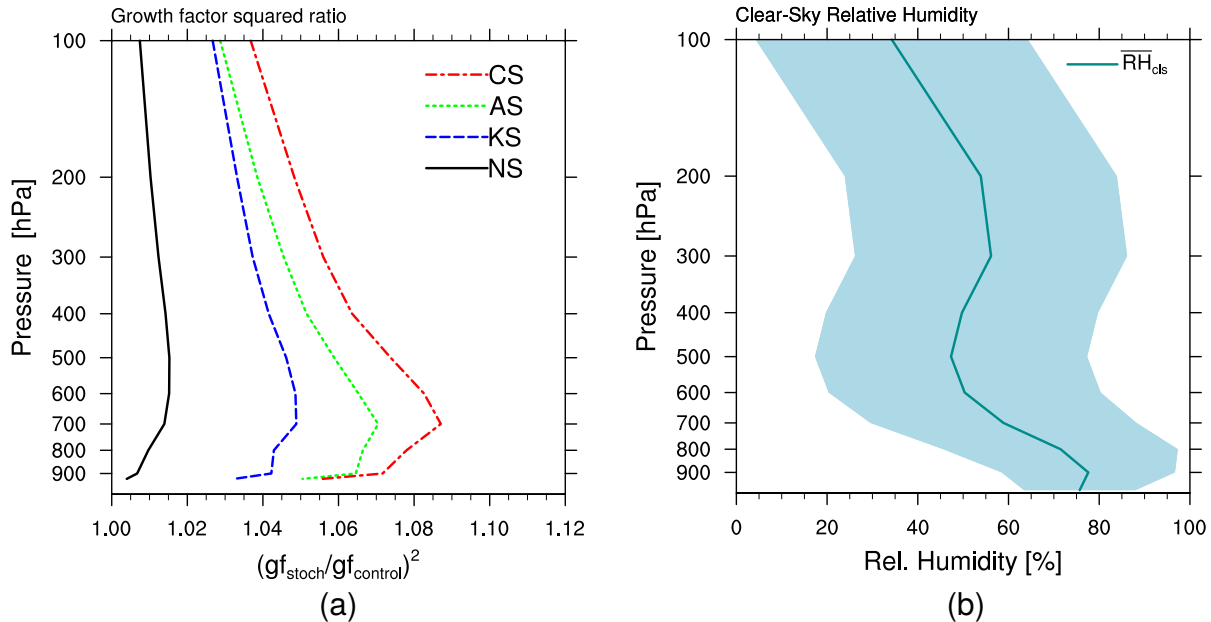 Growth factor squared ratio
100
200
300
400
500
600
700
800
900
Pressure [hPa]
CS
AS
KS
NS
1.00 1.02 1.04 1.06 1.08 1.10 1.12
(gf_stoch/gf_control)^2
(a)
Clear-Sky Relative Humidity
100
200
300
400
500
600
700
800
900
Pressure [hPa]
RH_cls
0 20 40 60 80 100
Rel. Humidity [%]
(b)